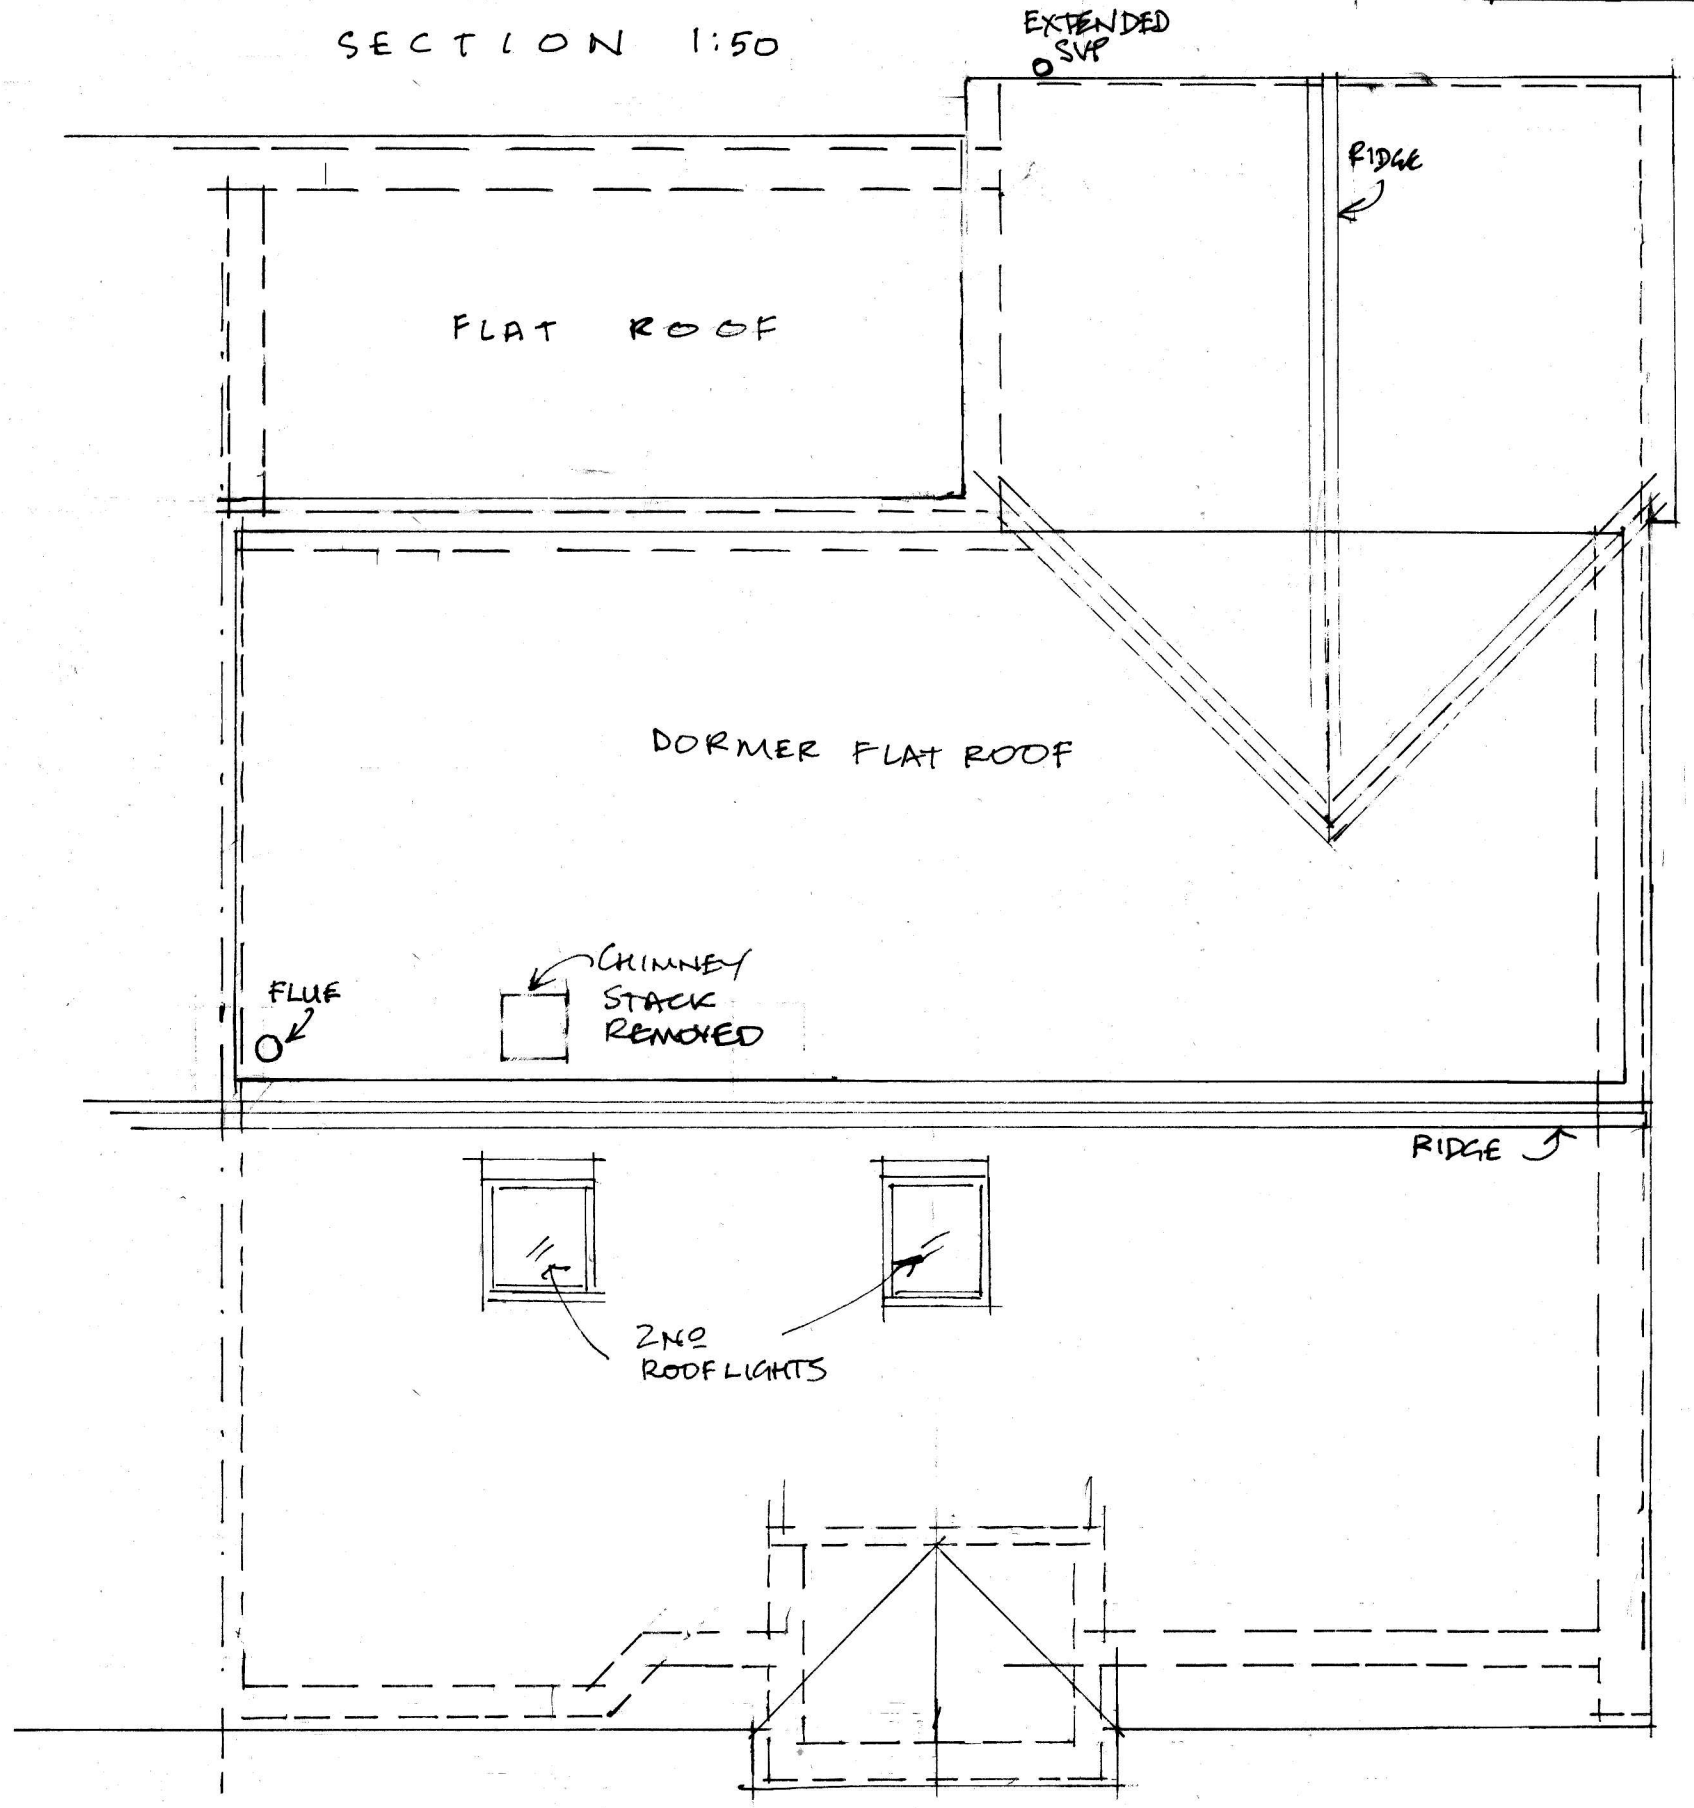 SECTION 1:50
EXTENDED
SVP
RIDGE
FLAT ROOF
DORMER FLAT ROOF
CHIMNEY
STACK
REMOVED
FLUE
RIDGE
2Nº
ROOFLIGHTS